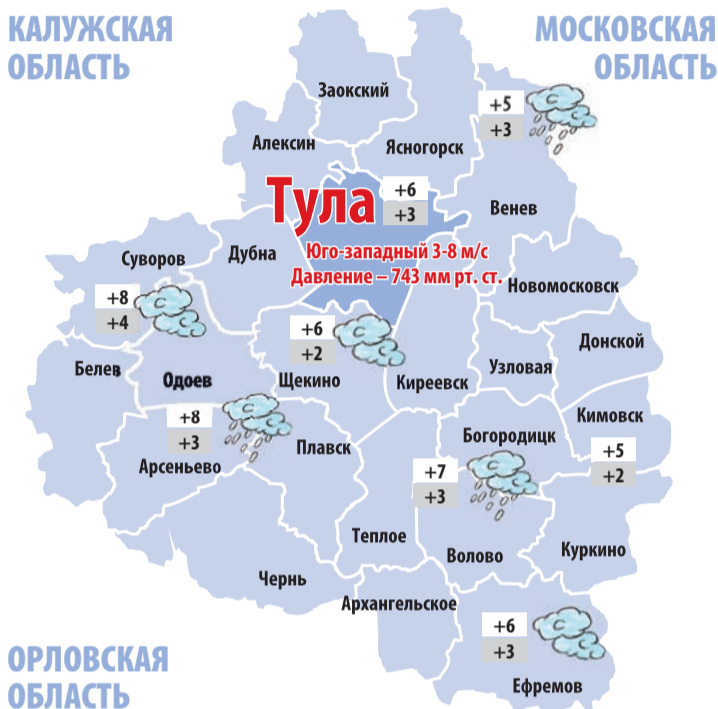 КАЛУЖСКАЯ
ОБЛАСТЬ
МОСКОВСКАЯ
ОБЛАСТЬ
Заокский
+5
+3
Алексин
Ясногорск
Тула
+6
+3
Венев
Юго-западный 3-8 м/с
Давление – 743 мм рт. ст.
Суворов
Дубна
Новомосковск
+8
+4
+6
+2
Донской
Белев
Одоев
Щекино
Киреевск
Узловая
+8
+3
Арсеньево
Плавск
Богородицк
Кимовск
+5
+2
+7
+3
Теплое
Волово
Куркино
Чернь
Архангельское
+6
+3
Ефремов
ОРЛОВСКАЯ
ОБЛАСТЬ